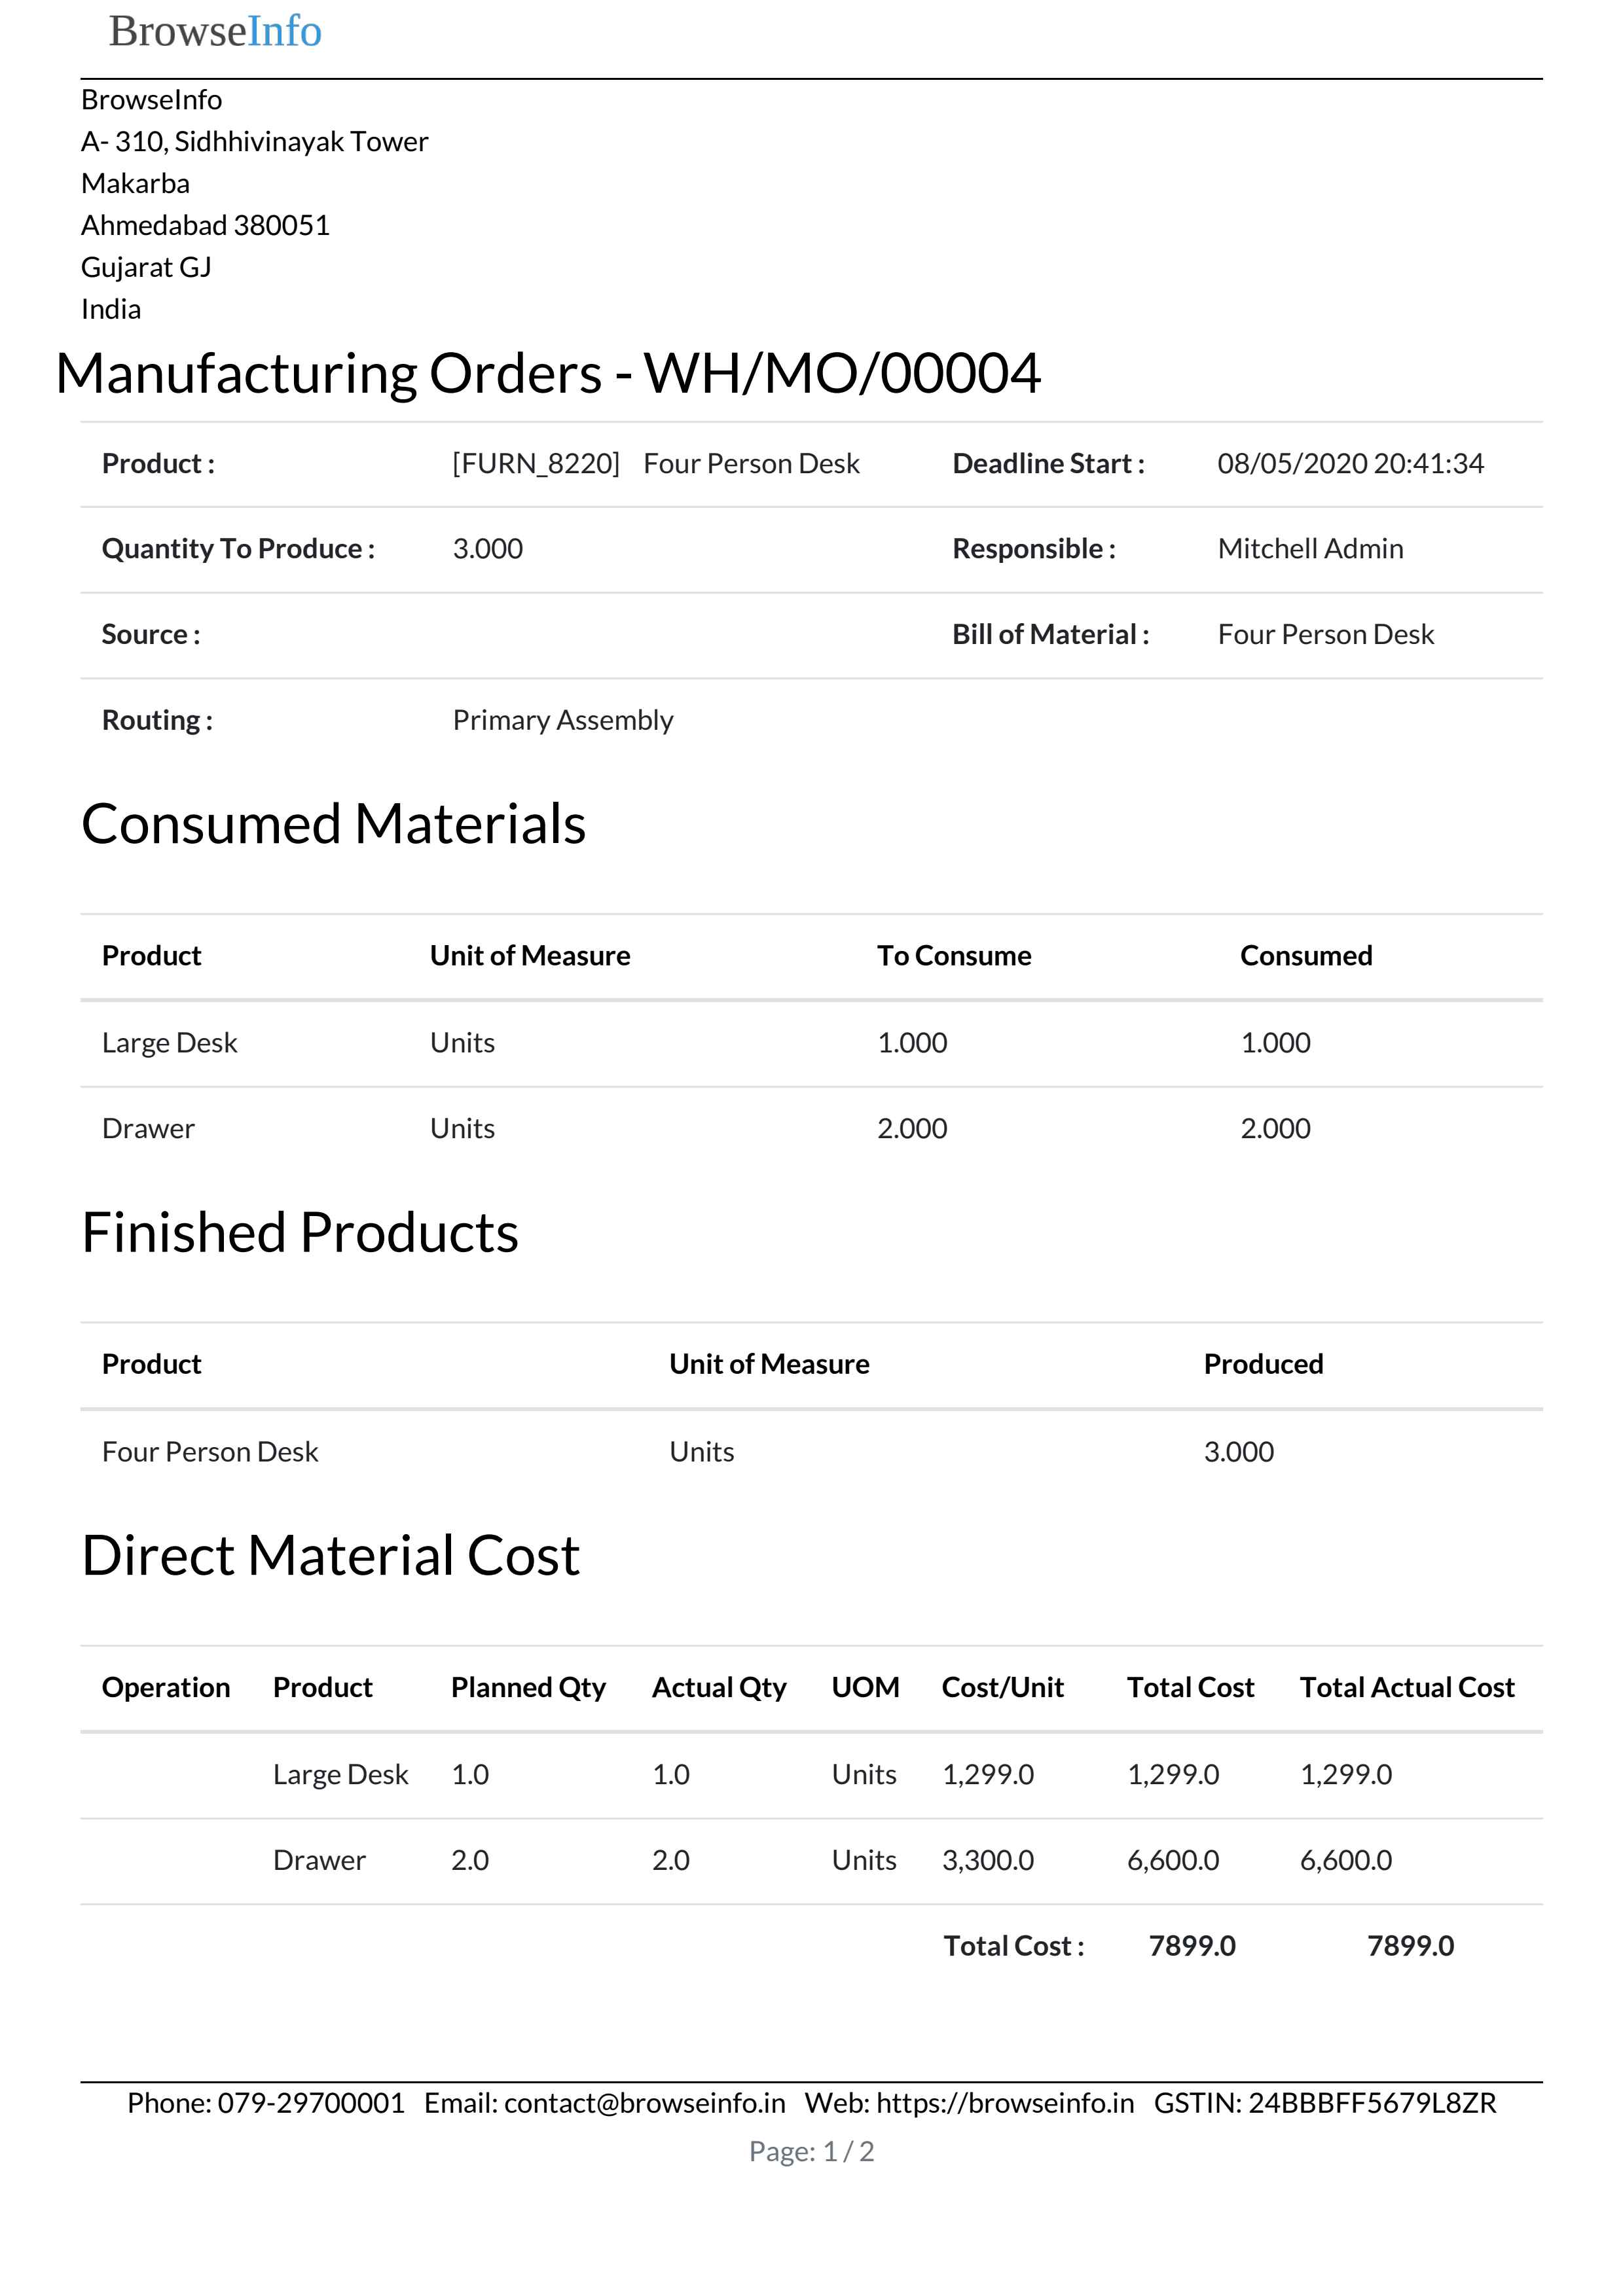 BrowseInfo
BrowseInfo
A- 310, Sidhhivinayak Tower
Makarba
Ahmedabad 380051
Gujarat GJ
India
Manufacturing Orders - WH/MO/00004
Product : [FURN_8220] Four Person Desk Deadline Start : 08/05/2020 20:41:34
Quantity To Produce : 3.000 Responsible : Mitchell Admin
Source : Bill of Material : Four Person Desk
Routing : Primary Assembly
Consumed Materials
Product Unit of Measure To Consume Consumed
Large Desk Units 1.000 1.000
Drawer Units 2.000 2.000
Finished Products
Product Unit of Measure Produced
Four Person Desk Units 3.000
Direct Material Cost
Operation Product Planned Qty Actual Qty UOM Cost/Unit Total Cost Total Actual Cost
Large Desk 1.0 1.0 Units 1,299.0 1,299.0 1,299.0
Drawer 2.0 2.0 Units 3,300.0 6,600.0 6,600.0
Total Cost : 7899.0 7899.0
Phone: 079-29700001 Email: contact@browseinfo.in Web: https://browseinfo.in GSTIN: 24BBBFF5679L8ZR
Page: 1 / 2